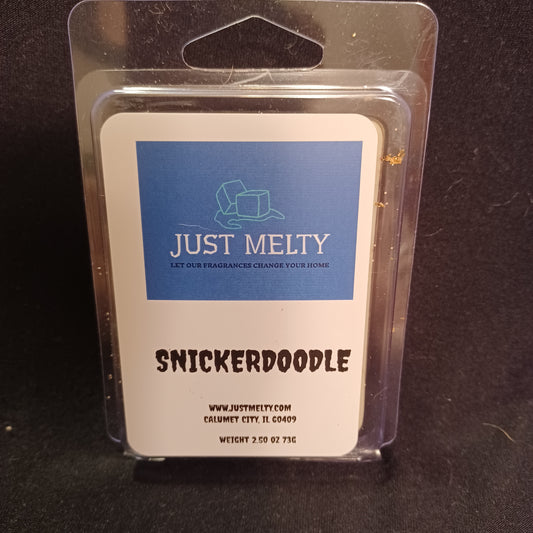 JUST MELTY
LET OUR FRAGRANCES CHANGE YOUR HOME
SNICKERDOODLE
WWW.JUSTMELTY.COM
CALUMET CITY, IL 60409
WEIGHT 2.50 OZ 73G